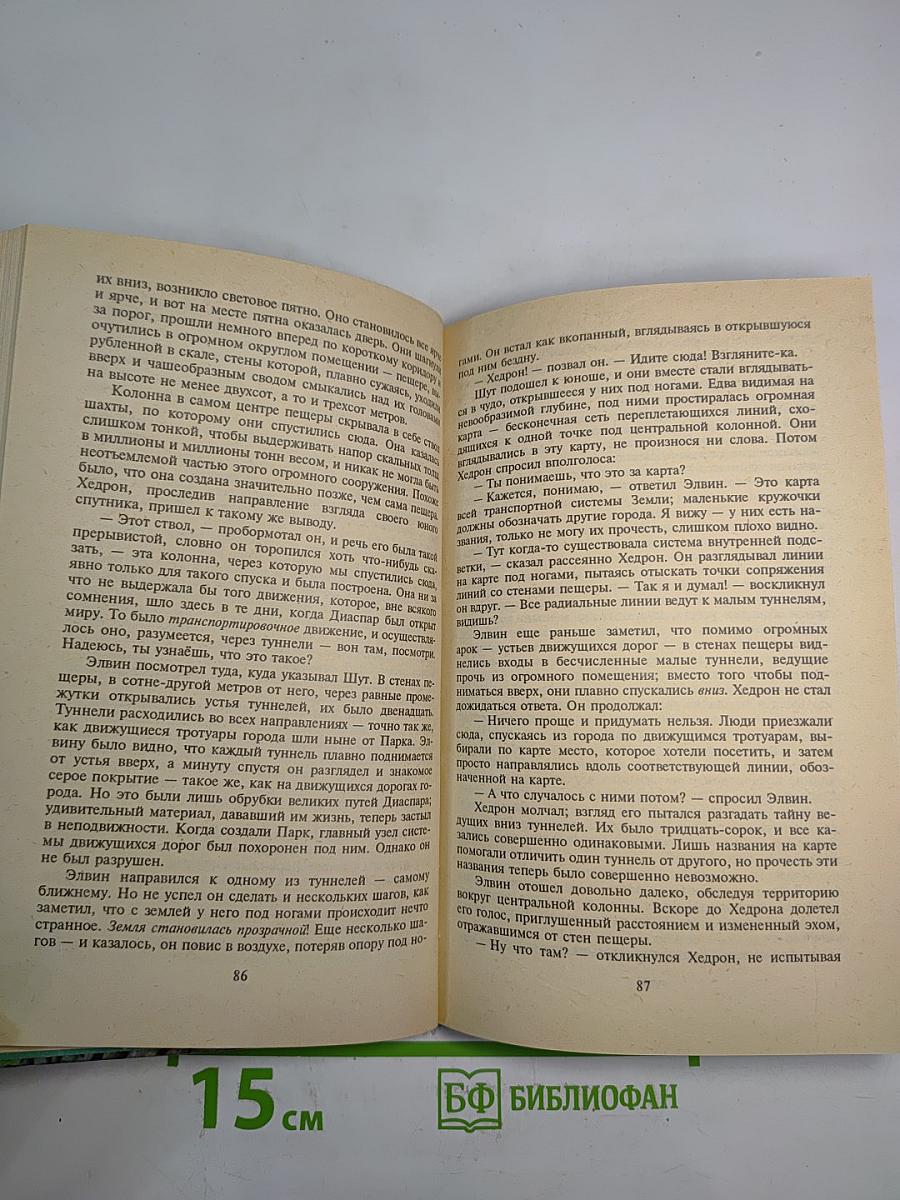 их вниз, возникло световое пятно. Оно становилось все ярче
и ярче, и вот на месте пятна оказалась дверь. Они шагнули
за порог, прошли немного вперед по короткому коридору и
очутились в огромном округлом помещении — пещере, вы-
рубленной в скале, стены которой, плавно сужаясь, уходили
вверх и чашеобразным сводом смыкались над их головами
на высоте не менее двухсот, а то и трехсот метров.
Колонна в самом центре пещеры скрывала в себе ствол
шахты, по которому они спустились сюда. Она казалась
слишком тонкой, чтобы выдерживать напор скальных толщ
в миллионы и миллионы тонн весом, и никак не могла быть
неотъемлемой частью этого огромного сооружения. Похоже
было, что она создана значительно позже, чем сама пещера.
Хедрон, проследив направление взгляда своего юного
спутника, пришел к такому же выводу.
— Этот ствол, — пробормотал он, и речь его была такой
прерывистой, словно он торопился хоть что-нибудь ска-
зать, — эта колонна, через которую мы спустились сюда,
явно только для такого спуска и была построена. Она ни за
что не выдержала бы того движения, которое, вне всякого
сомнения, шло здесь в те дни, когда Диаспар был открыт
миру. То было транспортировочное движение, и осуществля-
лось оно, разумеется, через туннели — вон там, посмотри.
Надеюсь, ты узнаёшь, что это такое?
Элвин посмотрел туда, куда указывал Шут. В стенах пе-
щеры, в сотне-другой метров от него, через равные проме-
жутки открывались устья туннелей, их было двенадцать.
Туннели расходились во всех направлениях — точно так же,
как движущиеся тротуары города шли ныне от Парка. Эл-
вину было видно, что каждый туннель плавно поднимается
от устья вверх, а минуту спустя он разглядел и знакомое
серое покрытие — такое же, как на движущихся дорогах го-
рода. Но это были лишь обрубки великих путей Диаспара;
удивительный материал, дававший им жизнь, теперь застыл
в неподвижности. Когда создали Парк, главный узел систе-
мы движущихся дорог был похоронен под ним. Однако он
не был разрушен.
Элвин направился к одному из туннелей — самому
ближнему. Но не успел он сделать и нескольких шагов, как
заметил, что с землей у него под ногами происходит нечто
странное. Земля становилась прозрачной! Еще несколько ша-
гов — и казалось, он повис в воздухе, потеряв опору под но-
86
гами. Он встал как вкопанный, вглядываясь в открывшуюся
под ним бездну.
— Хедрон! — позвал он. — Идите сюда! Взгляните-ка.
Шут подошел к юноше, и они вместе стали вглядывать-
ся в чудо, открывшееся у них под ногами. Едва видимая на
невообразимой глубине, под ними простиралась огромная
карта — бесконечная сеть переплетающихся линий, схо-
дящихся к одной точке под центральной колонной. Они
вглядывались в эту карту, не произнося ни слова. Потом
Хедрон спросил вполголоса:
— Ты понимаешь, что это за карта?
— Кажется, понимаю, — ответил Элвин. — Это карта
всей транспортной системы Земли; маленькие кружочки
должны обозначать другие города. Я вижу — у них есть на-
звания, только не могу их прочесть, слишком плохо видно.
— Тут когда-то существовала система внутренней подс-
ветки, — сказал рассеянно Хедрон. Он разглядывал линии
на карте под ногами, пытаясь отыскать точки сопряжения
линий со стенами пещеры. — Так я и думал! — воскликнул
он вдруг. — Все радиальные линии ведут к малым туннелям,
видишь?
Элвин еще раньше заметил, что помимо огромных
арок — устьев движущихся дорог — в стенах пещеры вид-
нелись входы в бесчисленные малые туннели, ведущие
прочь из огромного помещения; вместо того чтобы под-
ниматься вверх, они плавно спускались вниз. Хедрон не стал
дожидаться ответа. Он продолжал:
— Ничего проще и придумать нельзя. Люди приезжали
сюда, спускаясь из города по движущимся тротуарам, вы-
бирали по карте место, которое хотели посетить, и затем
просто направлялись вдоль соответствующей линии, обоз-
наченной на карте.
— А что случалось с ними потом? — спросил Элвин.
Хедрон молчал; взгляд его пытался разгадать тайну ве-
дущих вниз туннелей. Их было тридцать-сорок, и все ка-
зались совершенно одинаковыми. Лишь названия на карте
помогали отличить один туннель от другого, но прочесть эти
названия теперь было совершенно невозможно.
Элвин отошел довольно далеко, обследуя территорию
вокруг центральной колонны. Вскоре до Хедрона долетел
его голос, приглушенный расстоянием и измененный эхом,
отражавшимся от стен пещеры.
— Ну что там? — откликнулся Хедрон, не испытывая
87
15 см
БФ БИБЛИОФАН